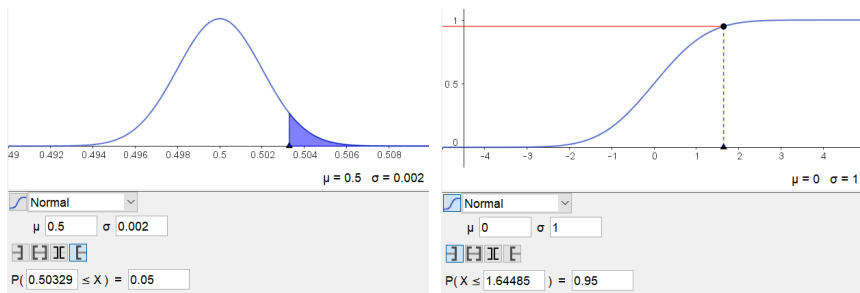 49 0.492 0.494 0.496 0.498 0.5 0.502 0.504 0.506 0.508
μ = 0.5 σ = 0.002
Normal
μ 0.5 σ 0.002
P( 0.50329 ≤ X ) = 0.05
1
0.5
0
-4 -3 -2 -1 0 1 2 3 4
μ = 0 σ = 1
Normal
μ 0 σ 1
P( X ≤ 1.64485 ) = 0.95